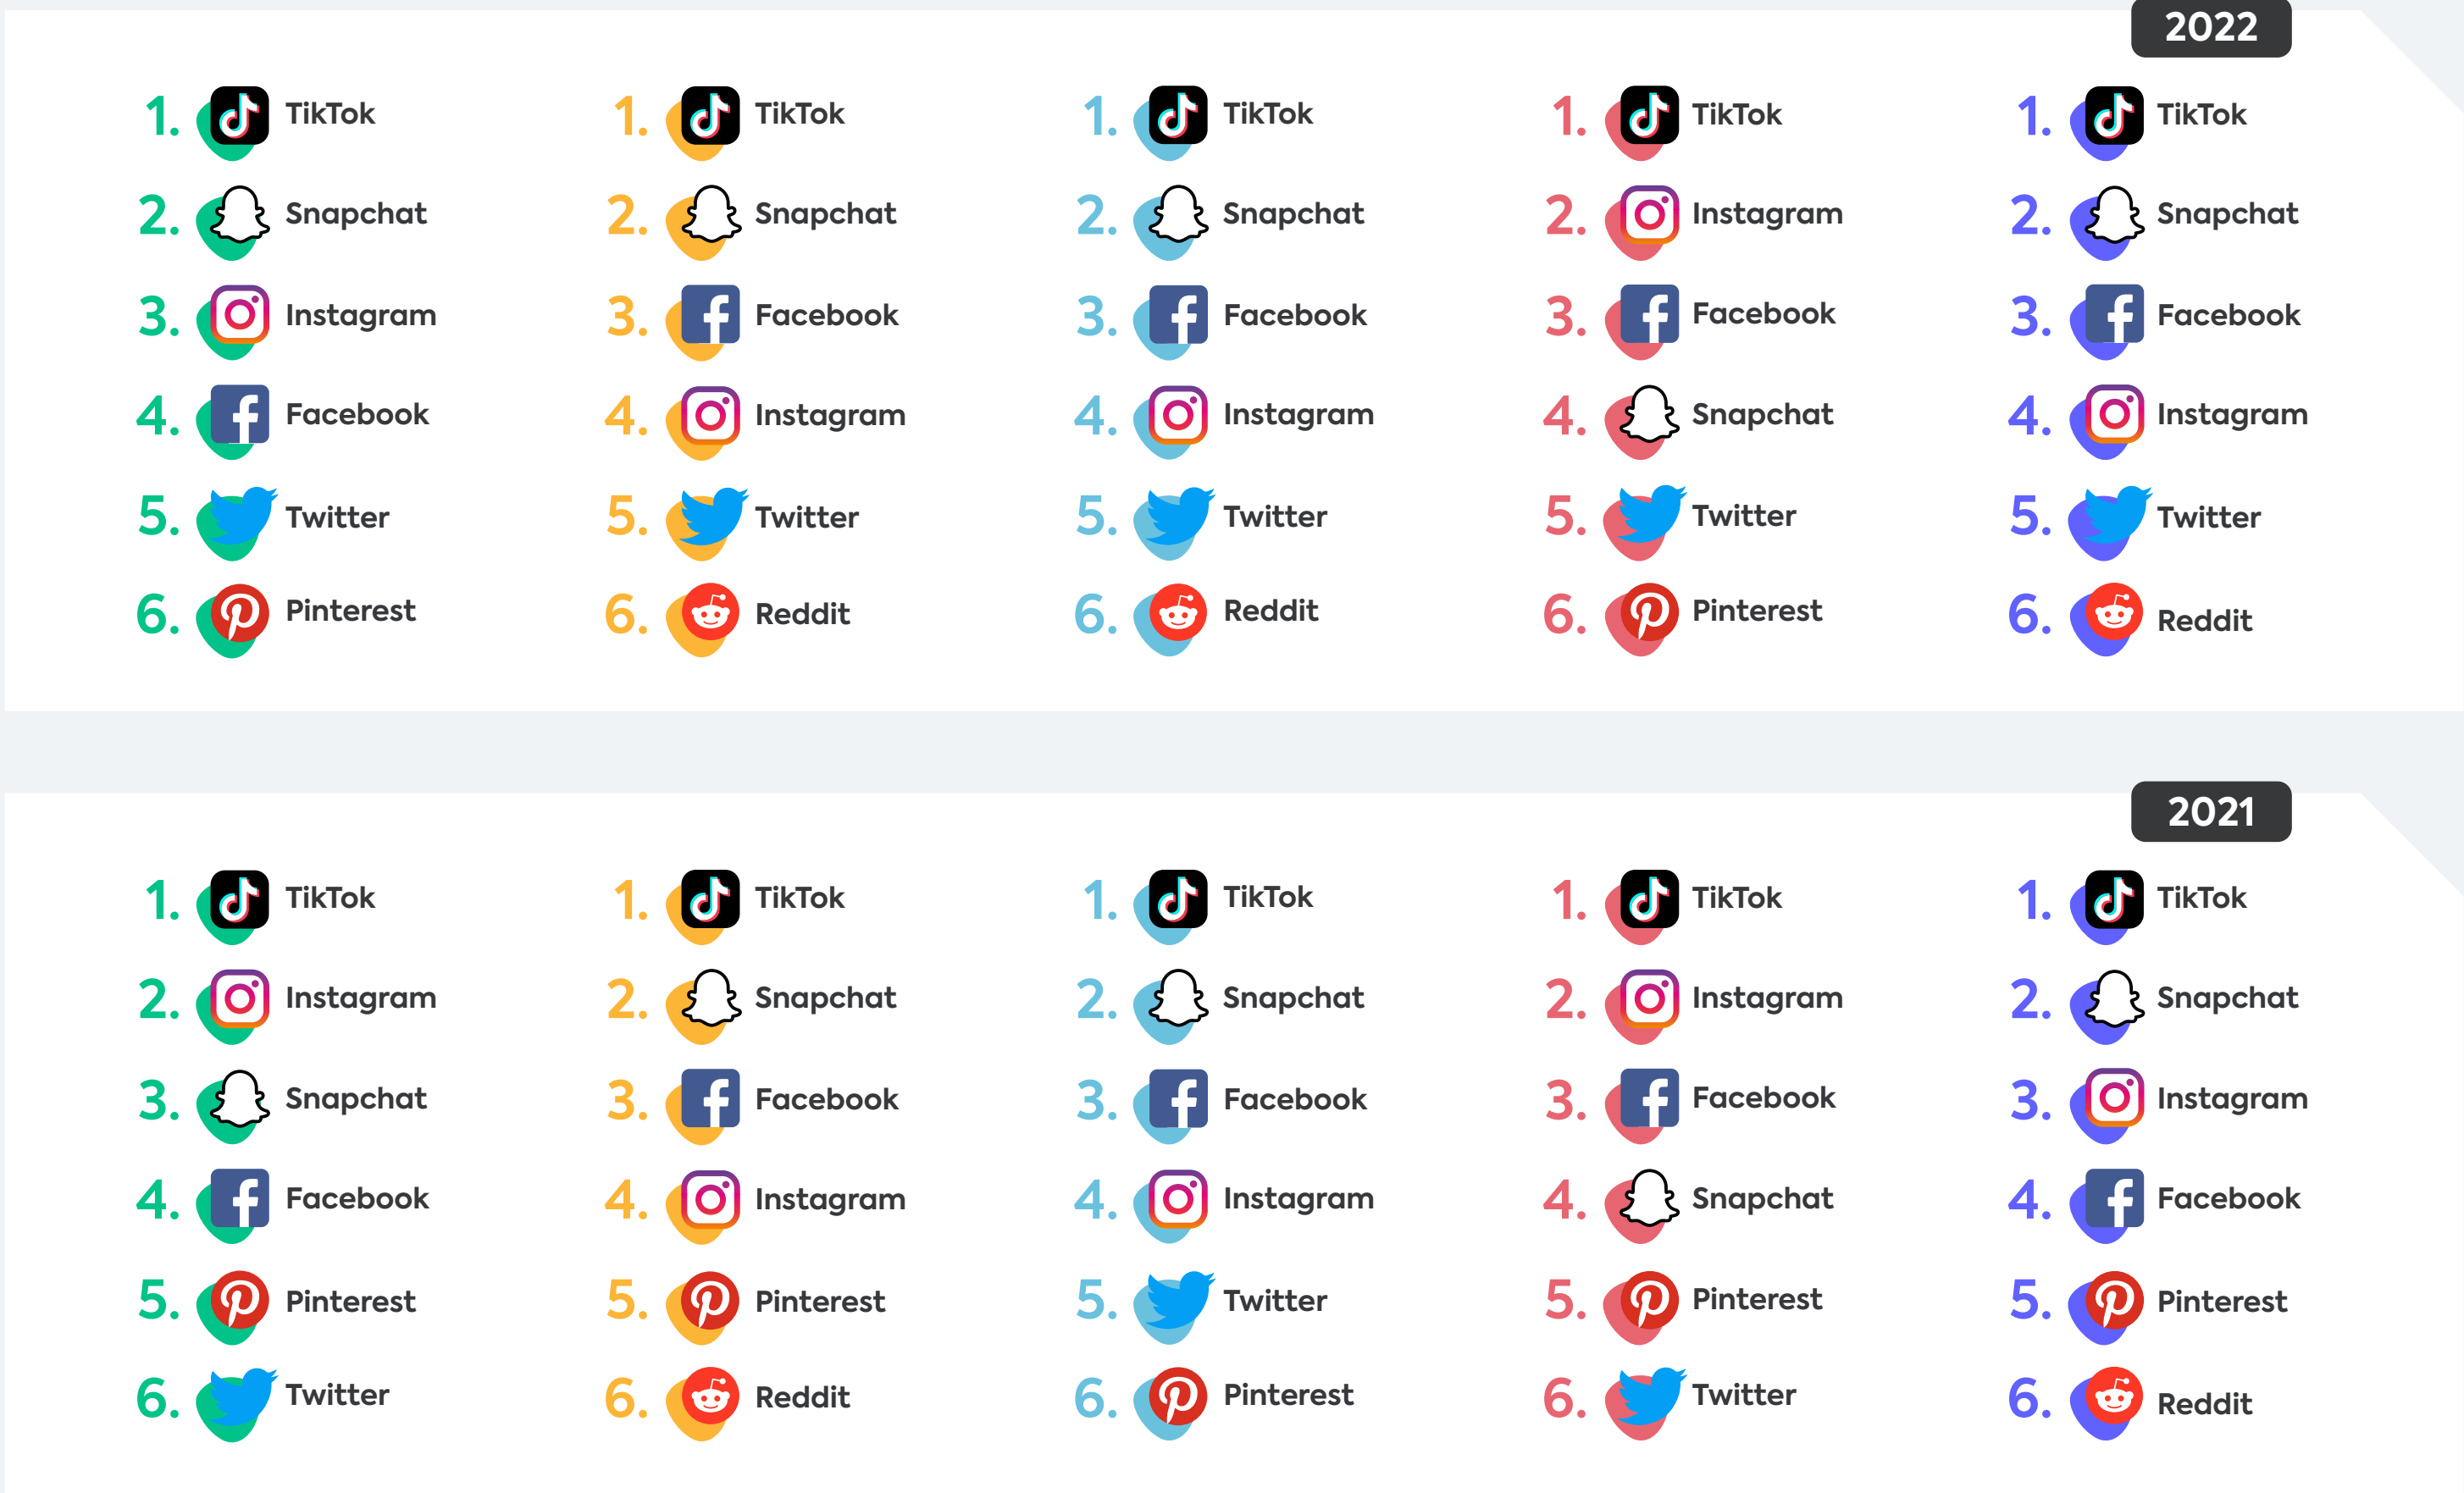 2022
1. TikTok
2. Snapchat
3. Instagram
4. Facebook
5. Twitter
6. Pinterest
1. TikTok
2. Snapchat
3. Facebook
4. Instagram
5. Twitter
6. Reddit
1. TikTok
2. Snapchat
3. Facebook
4. Instagram
5. Twitter
6. Reddit
1. TikTok
2. Instagram
3. Facebook
4. Snapchat
5. Twitter
6. Pinterest
1. TikTok
2. Snapchat
3. Facebook
4. Instagram
5. Twitter
6. Reddit
2021
1. TikTok
2. Instagram
3. Snapchat
4. Facebook
5. Pinterest
6. Twitter
1. TikTok
2. Snapchat
3. Facebook
4. Instagram
5. Pinterest
6. Reddit
1. TikTok
2. Snapchat
3. Facebook
4. Instagram
5. Twitter
6. Pinterest
1. TikTok
2. Instagram
3. Facebook
4. Snapchat
5. Pinterest
6. Twitter
1. TikTok
2. Snapchat
3. Instagram
4. Facebook
5. Pinterest
6. Reddit